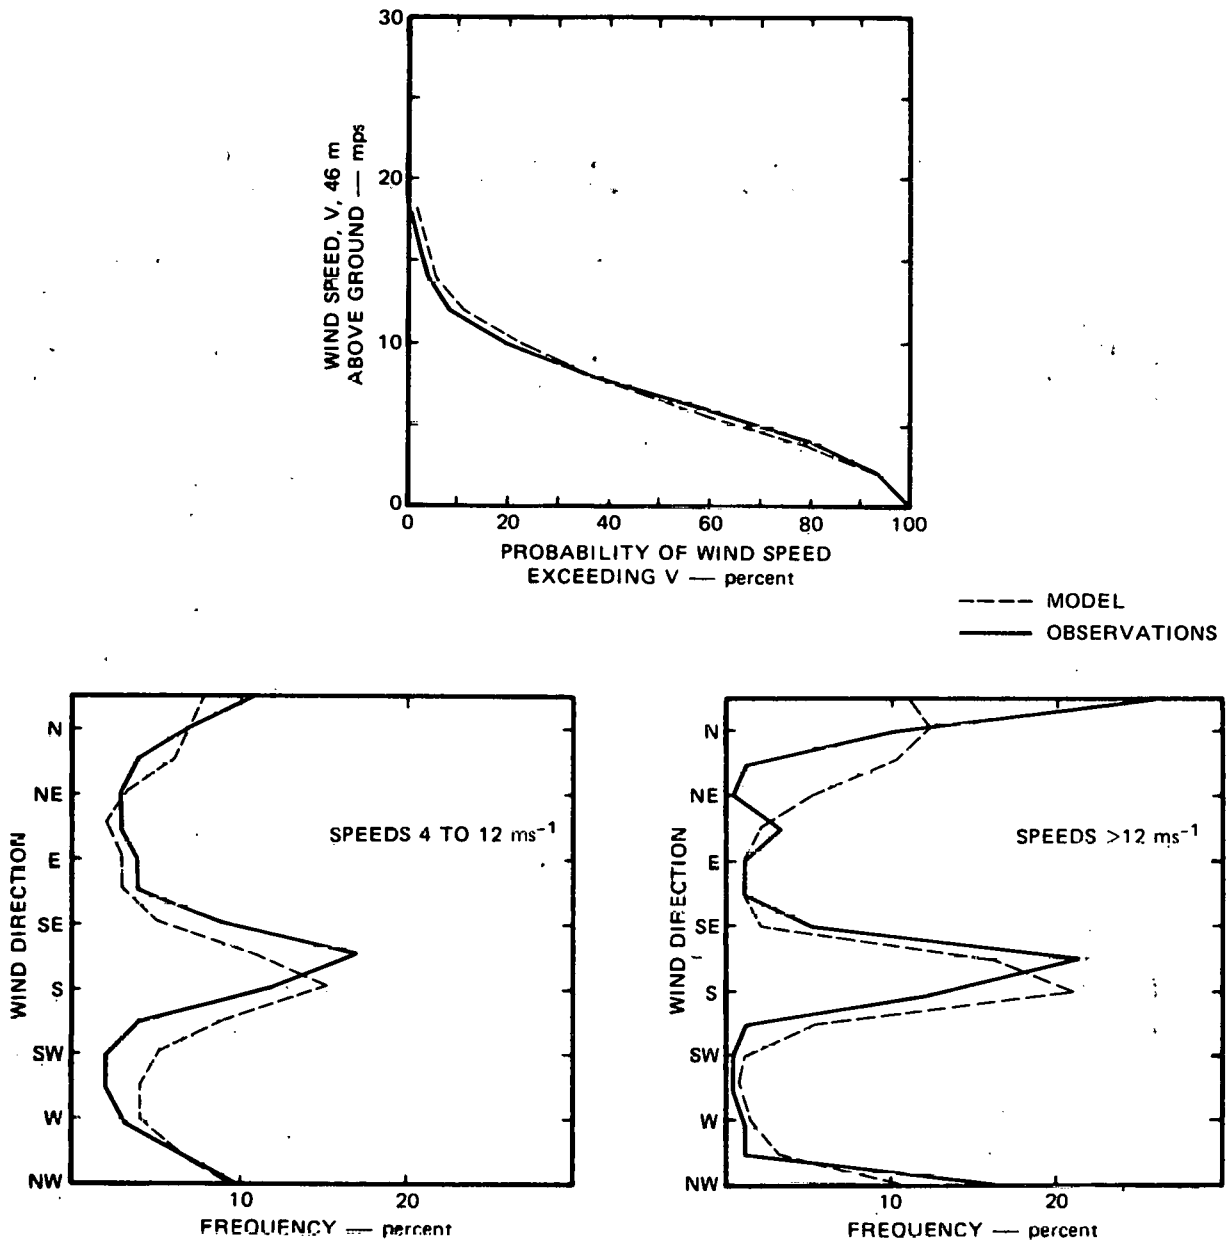 30
20
10
0
WIND SPEED, V, 46 m
ABOVE GROUND — mps
0 20 40 60 80 100
PROBABILITY OF WIND SPEED
EXCEEDING V — percent
MODEL
OBSERVATIONS
N
NE
E
SE
S
SW
W
NW
WIND DIRECTION
SPEEDS 4 TO 12 ms⁻¹
10 20
FREQUENCY — percent
N
NE
E
SE
S
SW
W
NW
WIND DIRECTION
SPEEDS >12 ms⁻¹
10 20
FREQUENCY — percent